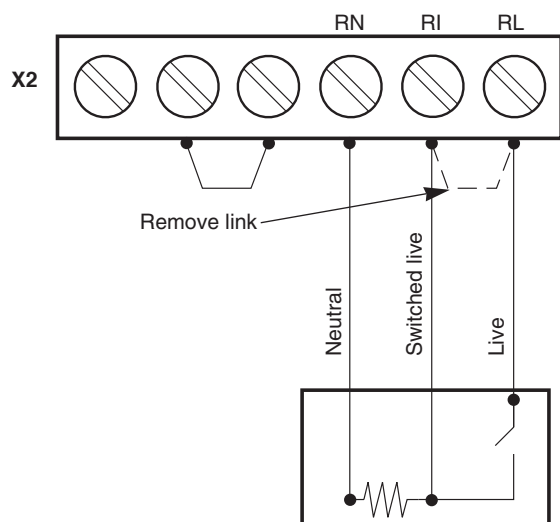 RN RI RL
X2
Remove link
Neutral
Switched live
Live